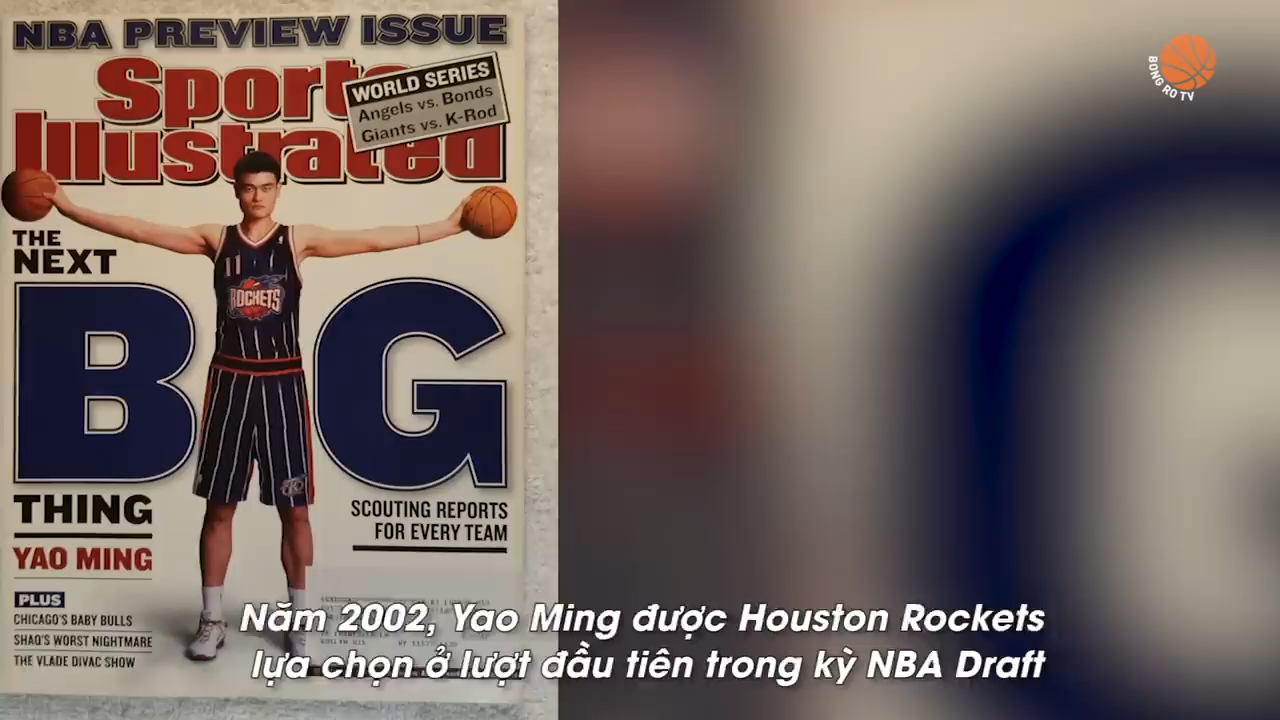 NBA PREVIEW ISSUE
Sports
Illustrated
WORLD SERIES
Angels vs. Bonds
Giants vs. K-Rod
THE
NEXT
11
ROCKETS
BIG
THING
YAO MING
SCOUTING REPORTS
FOR EVERY TEAM
PLUS
CHICAGO'S BABY BULLS
SHAQ'S WORST NIGHTMARE
THE VLADE DIVAC SHOW
BONG RO TV
Năm 2002, Yao Ming được Houston Rockets
lựa chọn ở lượt đầu tiên trong kỳ NBA Draft